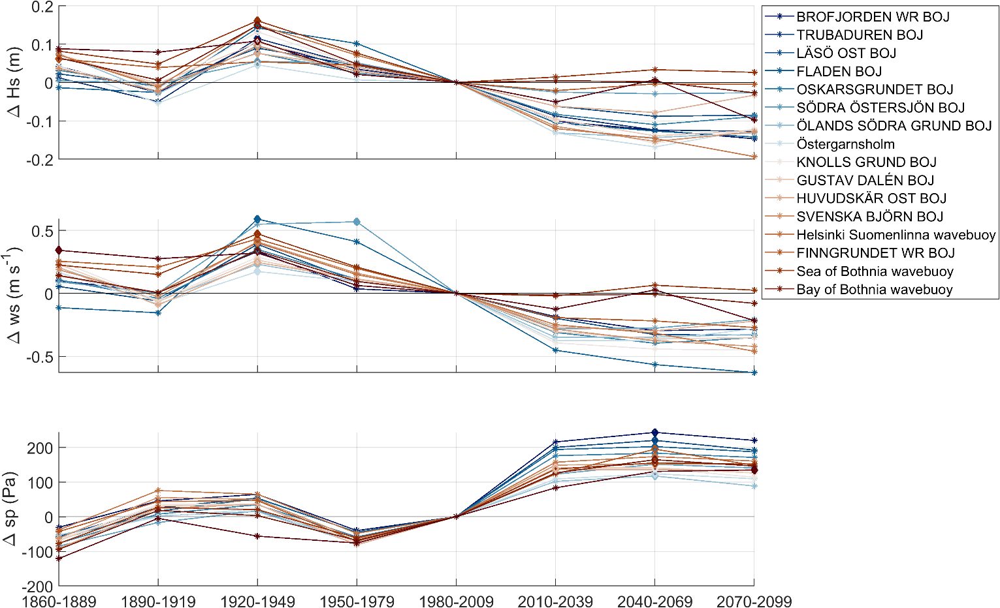 0.2
0.1
0
-0.1
-0.2
Δ Hs (m)
BROFJORDEN WR BOJ
TRUBADUREN BOJ
LÄSÖ OST BOJ
FLADEN BOJ
OSKARSGRUNDET BOJ
SÖDRA ÖSTERSJÖN BOJ
ÖLANDS SÖDRA GRUND BOJ
Östergarnsholm
KNOLLS GRUND BOJ
GUSTAV DALÉN BOJ
HUVUDSKÄR OST BOJ
SVENSKA BJÖRN BOJ
Helsinki Suomenlinna wavebuoy
FINNGRUNDET WR BOJ
Sea of Bothnia wavebuoy
Bay of Bothnia wavebuoy
0.5
0
-0.5
Δ ws (m s⁻¹)
200
100
0
-100
-200
Δ sp (Pa)
1860-1889 1890-1919 1920-1949 1950-1979 1980-2009 2010-2039 2040-2069 2070-2099